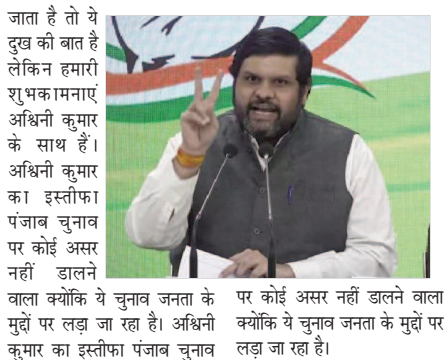 जाता है तो ये
दुख की बात है
लेकिन हमारी
शुभकामनाएं
अश्विनी कुमार
के साथ हैं।
अश्विनी कुमार
का इस्तीफा
पंजाब चुनाव
पर कोई असर
नहीं डालने
वाला क्योंकि ये चुनाव जनता के
मुद्दों पर लड़ा जा रहा है। अश्विनी
कुमार का इस्तीफा पंजाब चुनाव
पर कोई असर नहीं डालने वाला
क्योंकि ये चुनाव जनता के मुद्दों पर
लड़ा जा रहा है।